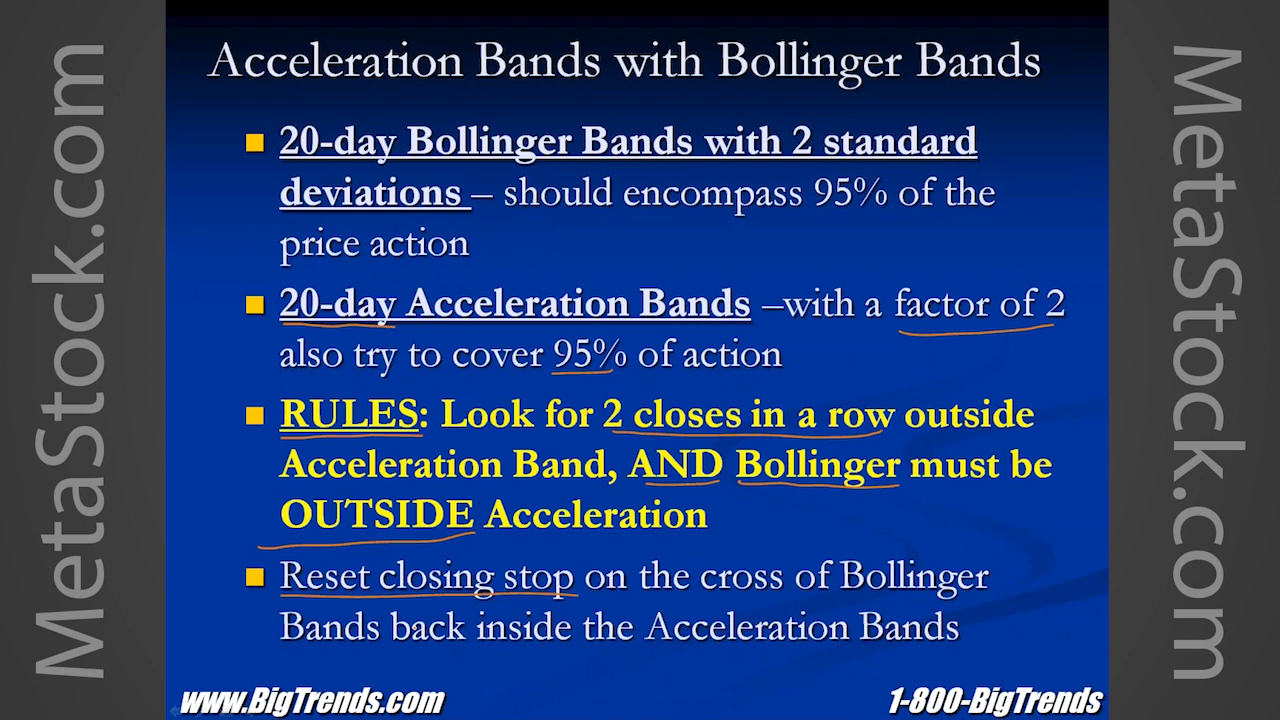 Acceleration Bands with Bollinger Bands
20-day Bollinger Bands with 2 standard
deviations – should encompass 95% of the
price action
20-day Acceleration Bands –with a factor of 2
also try to cover 95% of action
RULES: Look for 2 closes in a row outside
Acceleration Band, AND Bollinger must be
OUTSIDE Acceleration
Reset closing stop on the cross of Bollinger
Bands back inside the Acceleration Bands
www.BigTrends.com
1-800-BigTrends
MetaStock.com
MetaStock.com